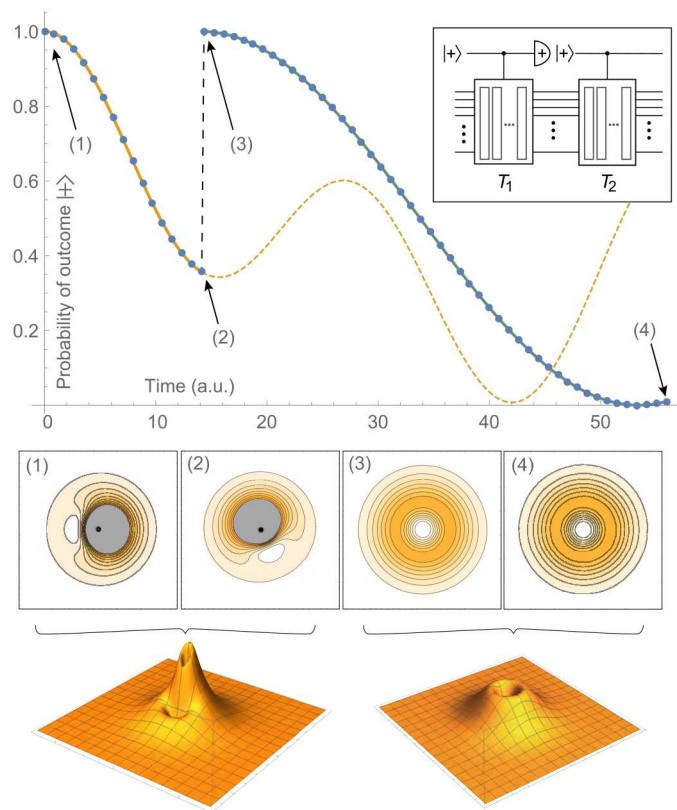 1.0
0.8
0.6
0.4
0.2
Probability of outcome |+⟩
Time (a.u.)
0 10 20 30 40 50
(1)
(2)
(3)
(4)
|+⟩ + |+⟩
... ...
T1 T2
(1) (2) (3) (4)